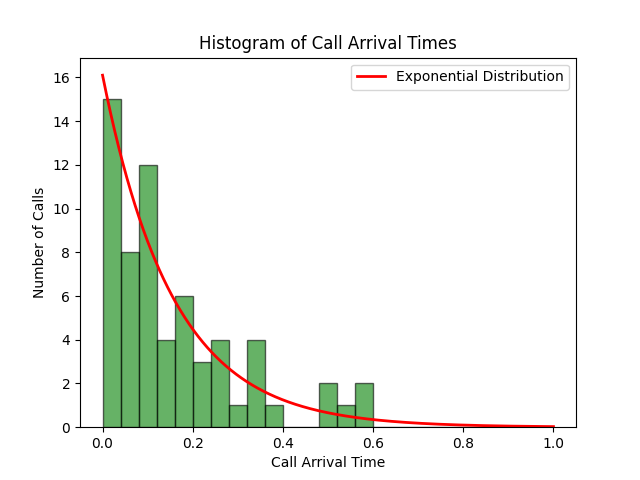 Histogram of Call Arrival Times
Exponential Distribution
Number of Calls
16
14
12
10
8
6
4
2
0
0.0 0.2 0.4 0.6 0.8 1.0
Call Arrival Time